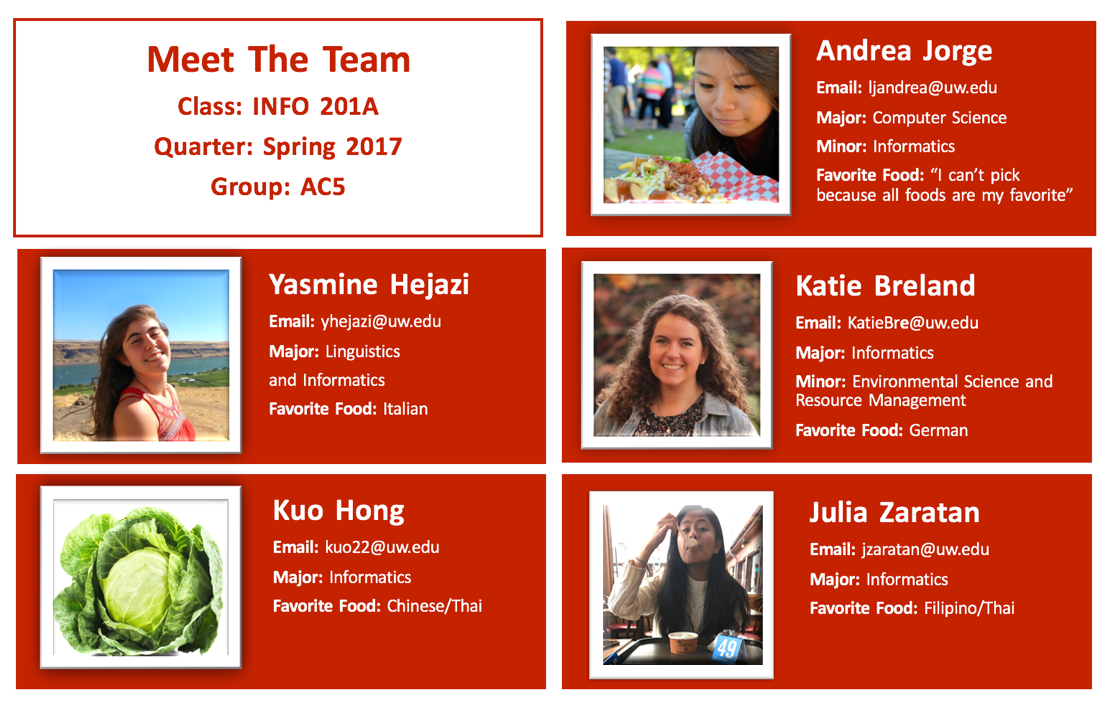 Meet The Team
Class: INFO 201A
Quarter: Spring 2017
Group: AC5
Andrea Jorge
Email: ljandrea@uw.edu
Major: Computer Science
Minor: Informatics
Favorite Food: “I can’t pick
because all foods are my favorite”
Yasmine Hejazi
Email: yhejazi@uw.edu
Major: Linguistics
and Informatics
Favorite Food: Italian
Katie Breland
Email: KatieBre@uw.edu
Major: Informatics
Minor: Environmental Science and
Resource Management
Favorite Food: German
Kuo Hong
Email: kuo22@uw.edu
Major: Informatics
Favorite Food: Chinese/Thai
Julia Zaratan
Email: jzaratan@uw.edu
Major: Informatics
Favorite Food: Filipino/Thai
49